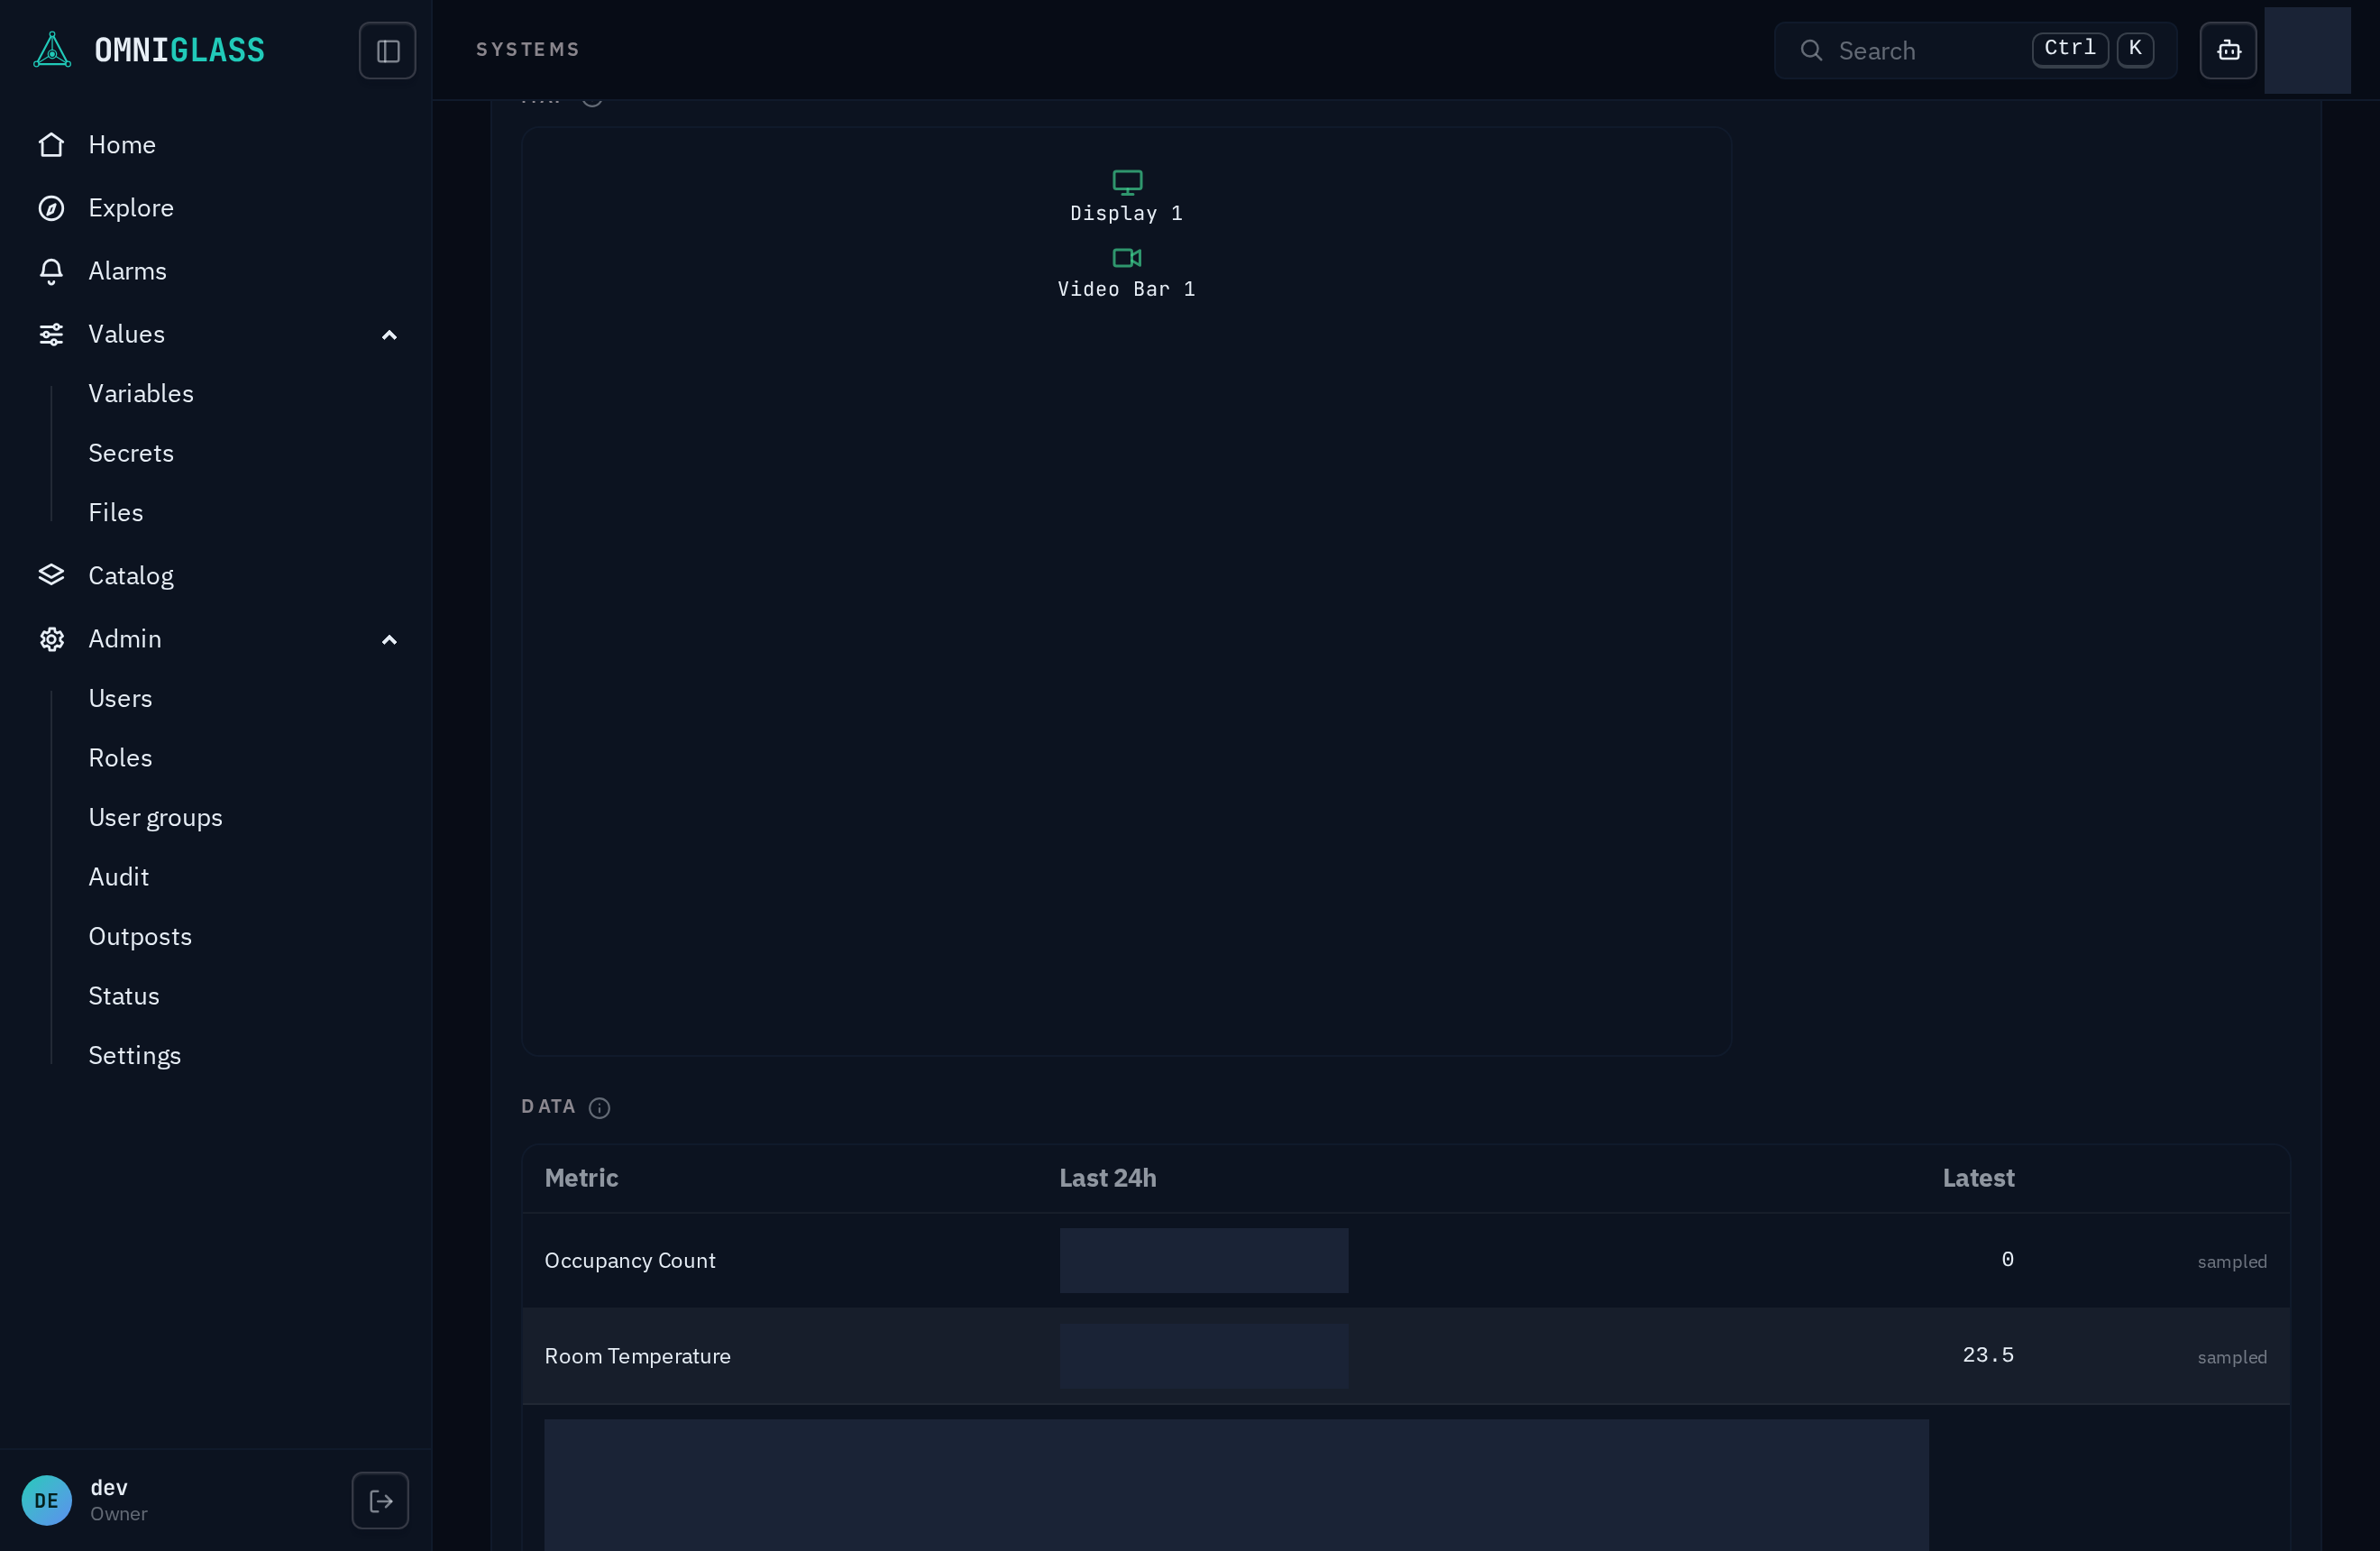 OMNIGLASS
SYSTEMS
Search
Ctrl K
Home
Explore
Alarms
Values
Variables
Secrets
Files
Catalog
Admin
Users
Roles
User groups
Audit
Outposts
Status
Settings
DE
dev
Owner
Display 1
Video Bar 1
DATA
Metric Last 24h Latest
Occupancy Count 0 sampled
Room Temperature 23.5 sampled